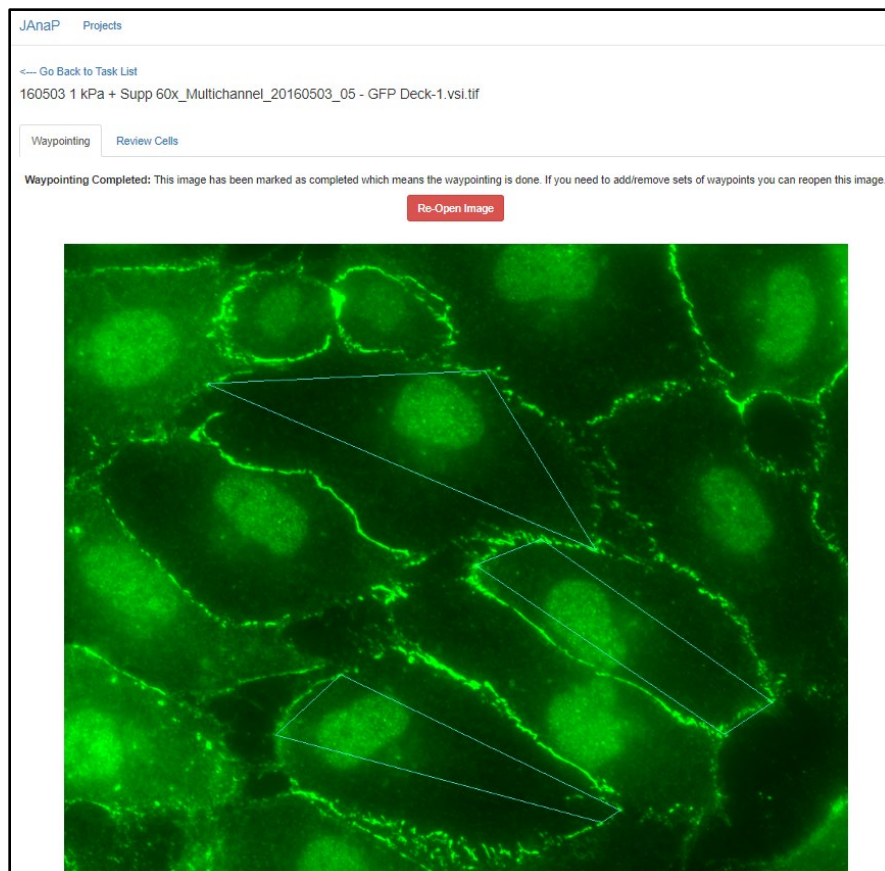 JAnaP Projects
<--- Go Back to Task List
160503 1 kPa + Supp 60x_Multichannel_20160503_05 - GFP Deck-1.vsi.tif
Waypointing Review Cells
Waypointing Completed: This image has been marked as completed which means the waypointing is done. If you need to add/remove sets of waypoints you can reopen this image.
Re-Open Image